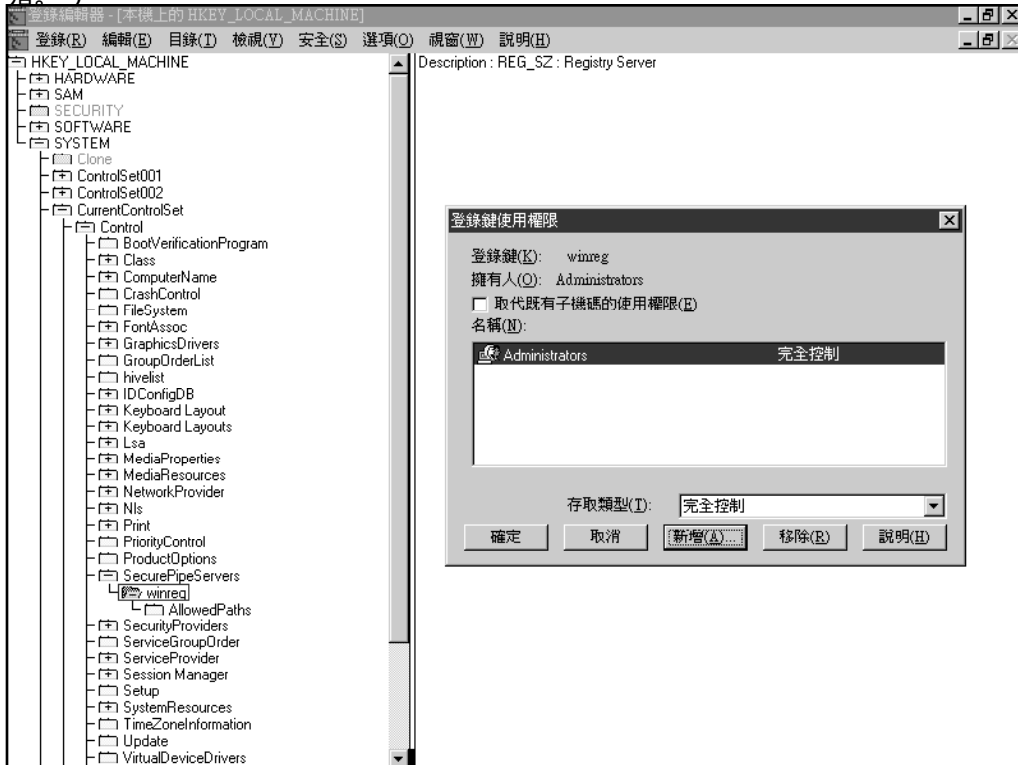 登錄編輯器 - [本機上的 HKEY_LOCAL_MACHINE]
登錄(R) 編輯(E) 目錄(T) 檢視(V) 安全(S) 選項(O) 視窗(W) 說明(H)
HKEY_LOCAL_MACHINE
HARDWARE
SAM
SECURITY
SOFTWARE
SYSTEM
Clone
ControlSet001
ControlSet002
CurrentControlSet
Control
BootVerificationProgram
Class
ComputerName
CrashControl
FileSystem
FontAssoc
GraphicsDrivers
GroupOrderList
hivelist
IDConfigDB
Keyboard Layout
Keyboard Layouts
Lsa
MediaProperties
MediaResources
NetworkProvider
Nls
Print
PriorityControl
ProductOptions
SecurePipeServers
winreg
AllowedPaths
SecurityProviders
ServiceGroupOrder
ServiceProvider
Session Manager
Setup
SystemResources
TimeZoneInformation
Update
VirtualDeviceDrivers
Description : REG_SZ : Registry Server
登錄鍵使用權限
登錄鍵(K): winreg
擁有人(O): Administrators
取代既有子機碼的使用權限(E)
名稱(N):
Administrators 完全控制
存取類型(T): 完全控制
確定 取消 新增(A)... 移除(R) 說明(H)